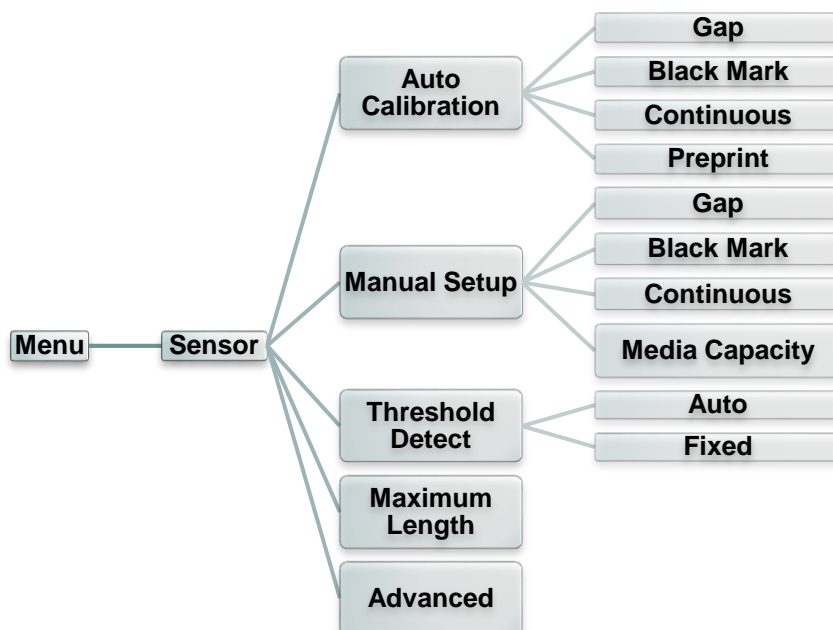 Menu
Sensor
Auto
Calibration
Gap
Black Mark
Continuous
Preprint
Manual Setup
Gap
Black Mark
Continuous
Media Capacity
Threshold
Detect
Auto
Fixed
Maximum
Length
Advanced